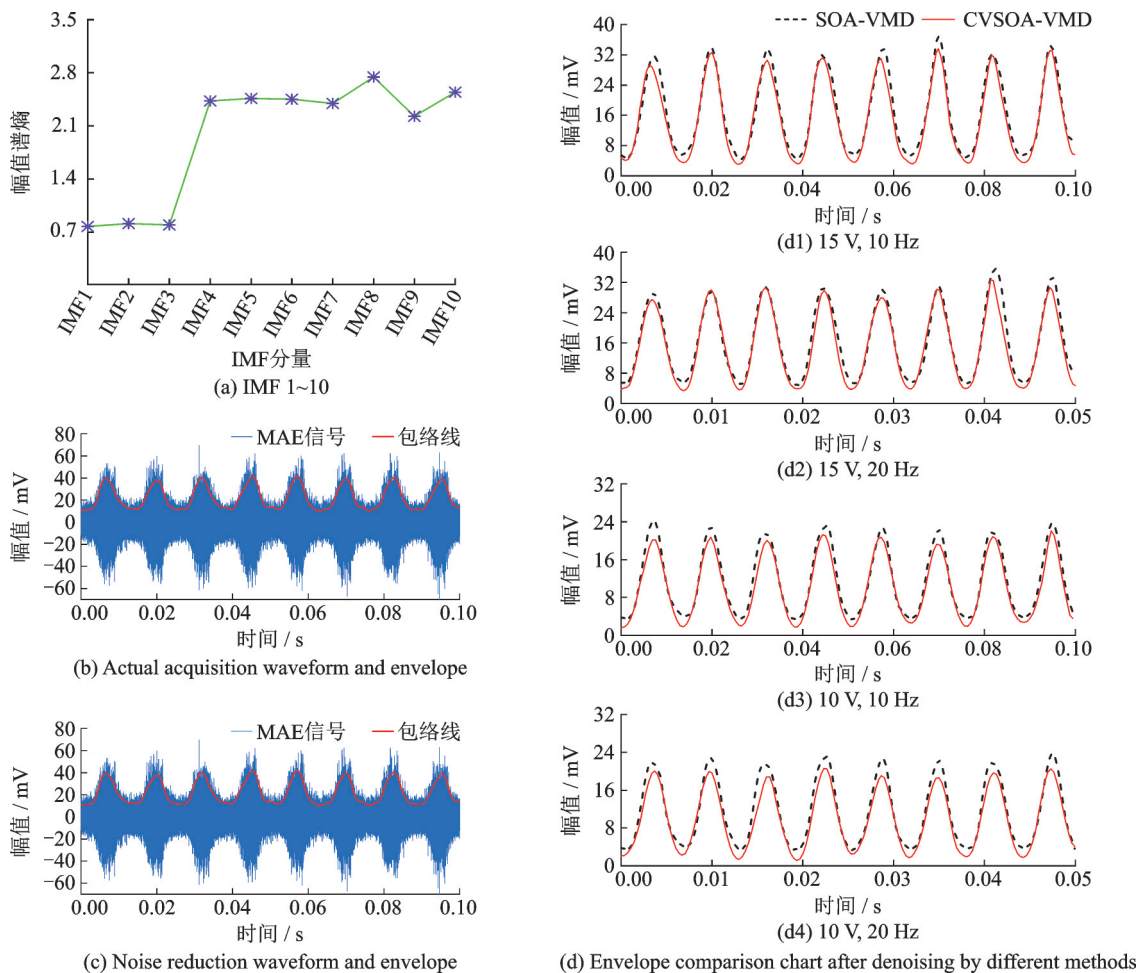 3.5
2.8
2.1
1.4
0.7
幅值谱熵
IMF1
IMF2
IMF3
IMF4
IMF5
IMF6
IMF7
IMF8
IMF9
IMF10
IMF分量
(a) IMF 1~10
MAE信号 包络线
80
60
40
20
0
−20
−40
−60
幅值 / mV
0.00 0.02 0.04 0.06 0.08 0.10
时间 / s
(b) Actual acquisition waveform and envelope
MAE信号 包络线
80
60
40
20
0
−20
−40
−60
幅值 / mV
0.00 0.02 0.04 0.06 0.08 0.10
时间 / s
(c) Noise reduction waveform and envelope
SOA-VMD CVSOA-VMD
40
32
24
16
8
0
幅值 / mV
0.00 0.02 0.04 0.06 0.08 0.10
时间 / s
(d1) 15 V, 10 Hz
40
32
24
16
8
0
幅值 / mV
0.00 0.01 0.02 0.03 0.04 0.05
时间 / s
(d2) 15 V, 20 Hz
32
24
16
8
0
幅值 / mV
0.00 0.02 0.04 0.06 0.08 0.10
时间 / s
(d3) 10 V, 10 Hz
32
24
16
8
0
幅值 / mV
0.00 0.01 0.02 0.03 0.04 0.05
时间 / s
(d4) 10 V, 20 Hz
(d) Envelope comparison chart after denoising by different methods